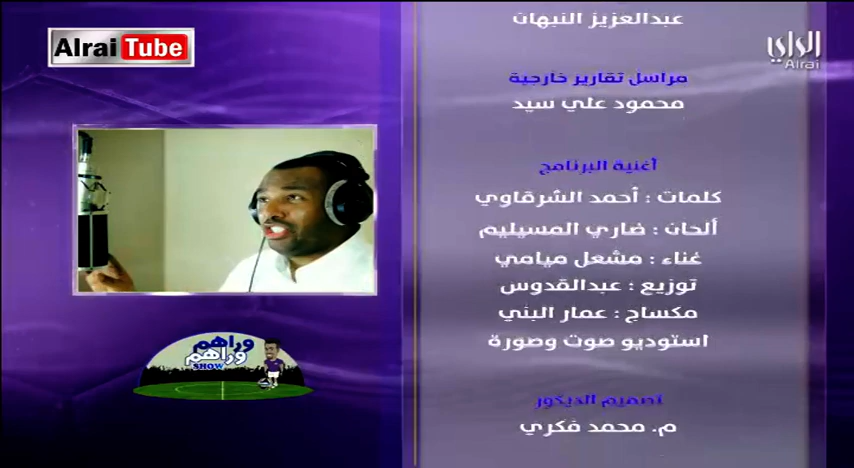 Alrai Tube
الراي
Alrai
عبدالعزيز النبهان
مراسل تقارير خارجية
محمود علي سيد
أغنية البرنامج
كلمات : أحمد الشرقاوي
ألحان : ضاري المسيليم
غناء : مشعل ميامي
توزيع : عبدالقدوس
مكساج : عمار البني
استوديو صوت وصورة
تصميم الديكور
م. محمد فكري
وراهم
وراهم
SHOW